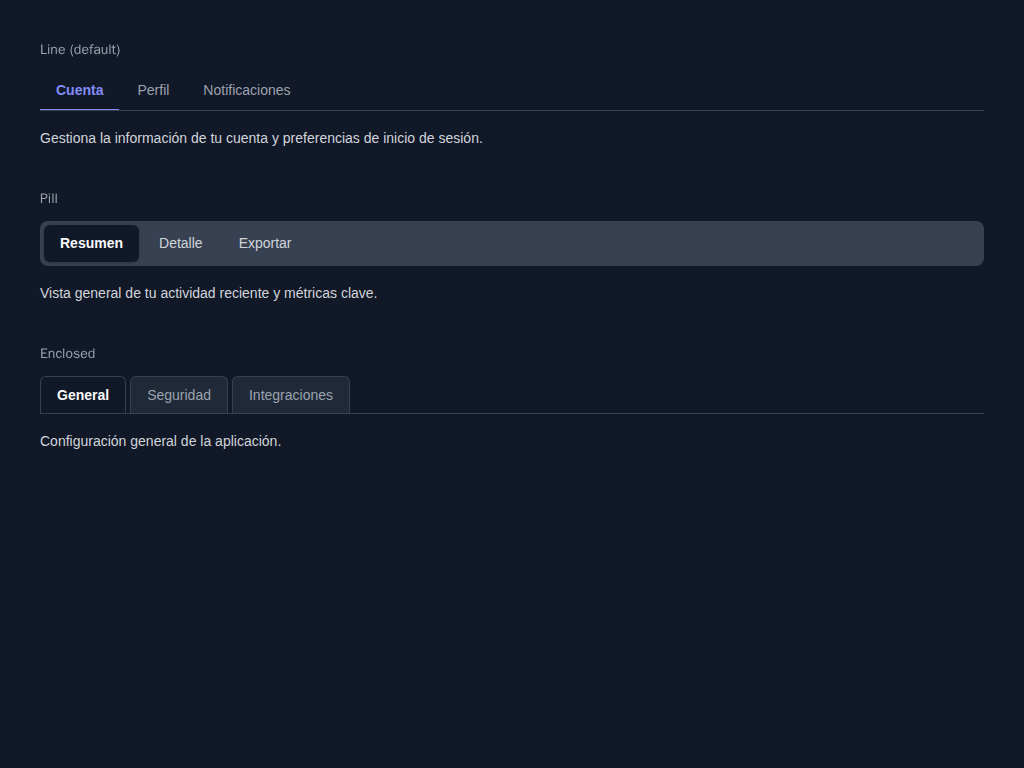 Line (default)
Cuenta Perfil Notificaciones
Gestiona la información de tu cuenta y preferencias de inicio de sesión.
Pill
Resumen Detalle Exportar
Vista general de tu actividad reciente y métricas clave.
Enclosed
General Seguridad Integraciones
Configuración general de la aplicación.